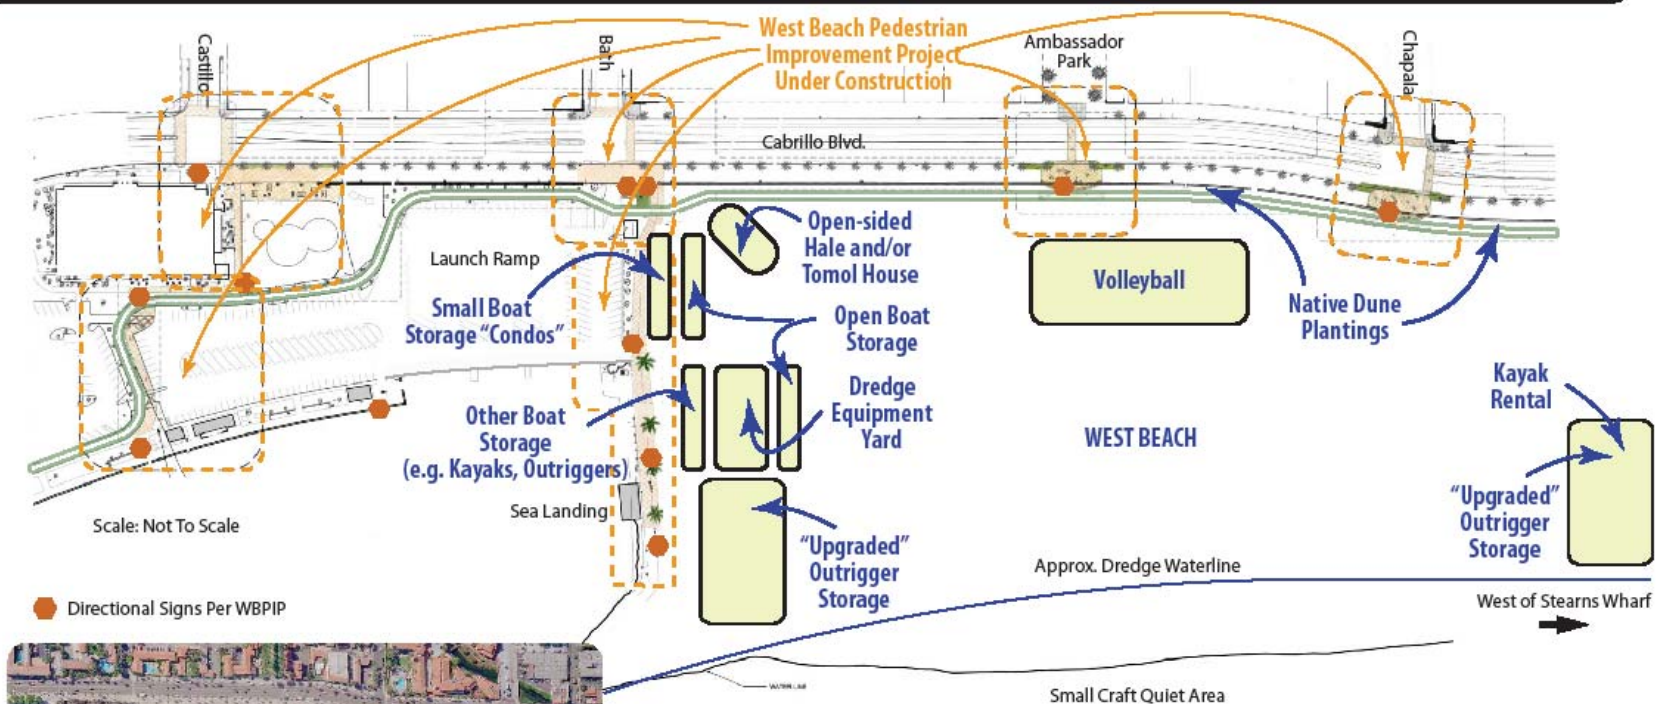 West Beach Pedestrian
Improvement Project
Under Construction
Castillo
Bath
Ambassador
Park
Chapala
Cabrillo Blvd.
Launch Ramp
Open-sided
Hale and/or
Tomol House
Volleyball
Native Dune
Plantings
Small Boat
Storage “Condos”
Open Boat
Storage
Dredge
Equipment
Yard
Kayak
Rental
Other Boat
Storage
(e.g. Kayaks, Outriggers)
WEST BEACH
“Upgraded”
Outrigger
Storage
Scale: Not To Scale
Sea Landing
“Upgraded”
Outrigger
Storage
Approx. Dredge Waterline
West of Stearns Wharf
Directional Signs Per WBPIP
WATER LINE
Small Craft Quiet Area